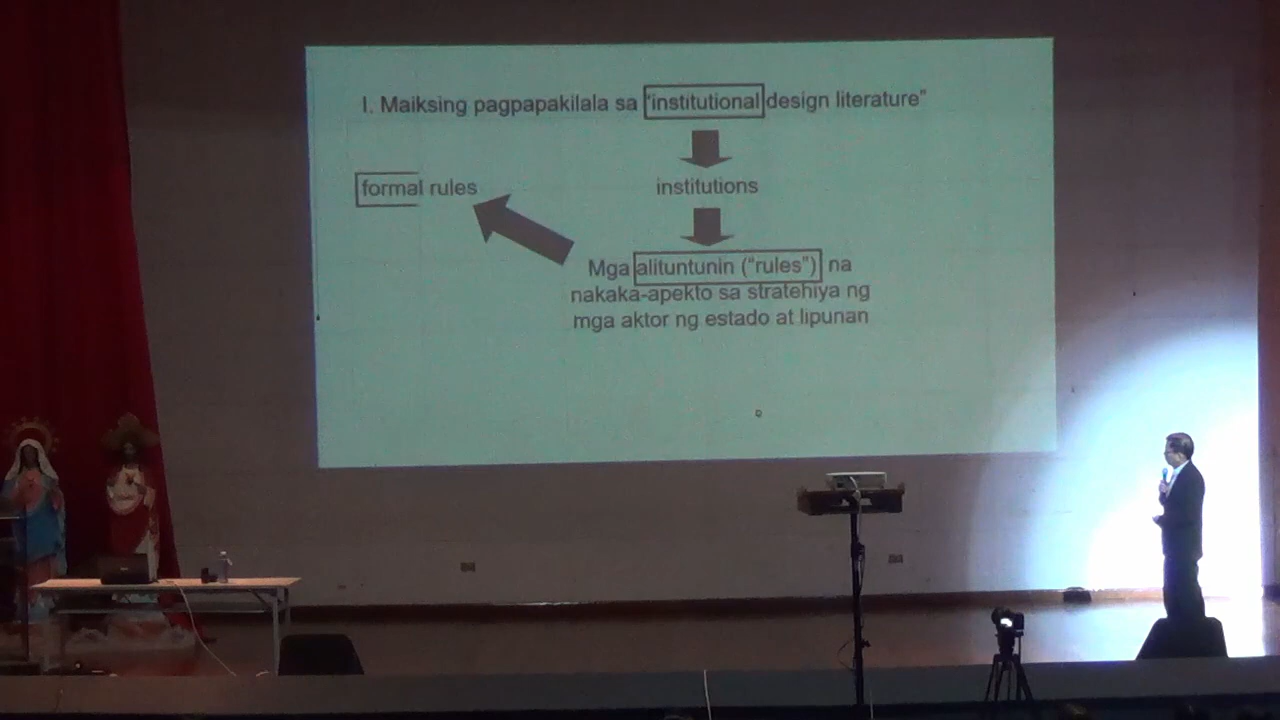 I. Maiksing pagpapakilala sa "institutional design literature"
formal rules
institutions
Mga alituntunin ("rules") na
nakaka-apekto sa stratehiya ng
mga aktor ng estado at lipunan